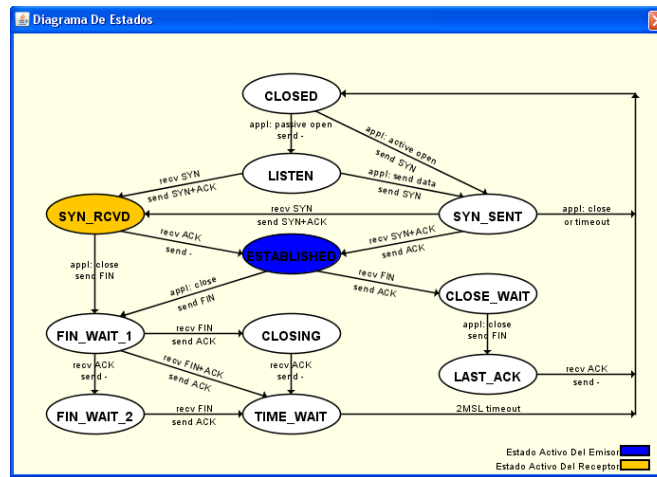 Diagrama De Estados
CLOSED
appl: passive open
send -
appl: active open
send SYN
LISTEN
recv SYN
send SYN+ACK
appl: send data
send SYN
SYN_RCVD
recv SYN
send SYN+ACK
SYN_SENT
appl: close
or timeout
recv ACK
send -
recv SYN+ACK
send ACK
ESTABLISHED
appl: close
send FIN
appl: close
send FIN
recv FIN
send ACK
CLOSE_WAIT
appl: close
send FIN
FIN_WAIT_1
recv FIN
send ACK
CLOSING
recv ACK
send -
recv FIN+ACK
send ACK
recv ACK
send -
LAST_ACK
recv ACK
send -
FIN_WAIT_2
recv FIN
send ACK
TIME_WAIT
2MSL timeout
Estado Activo Del Emisor
Estado Activo Del Receptor